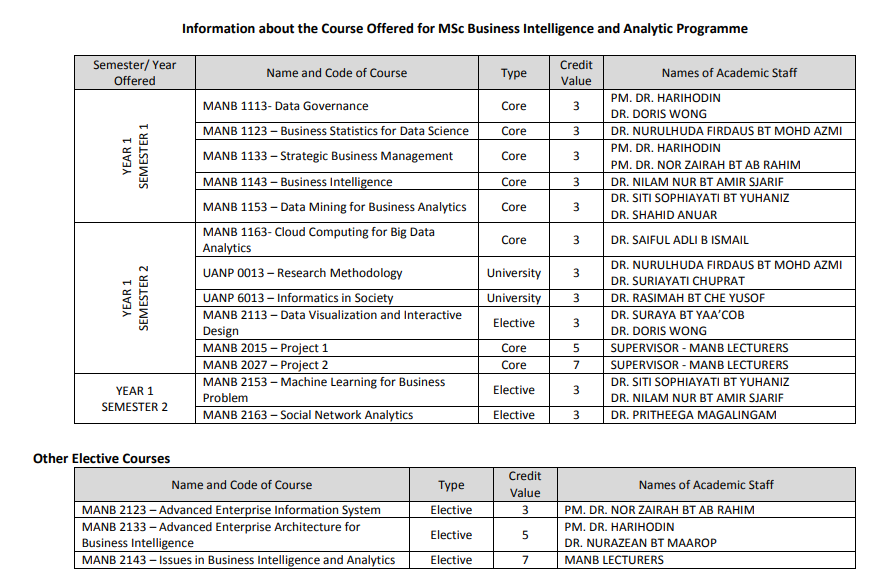 Information about the Course Offered for MSc Business Intelligence and Analytic Programme
Semester/ Year
Offered
Name and Code of Course
Type
Credit
Value
Names of Academic Staff
YEAR 1
SEMESTER 1
MANB 1113- Data Governance
Core
3
PM. DR. HARIHODIN
DR. DORIS WONG
MANB 1123 – Business Statistics for Data Science
Core
3
DR. NURULHUDA FIRDAUS BT MOHD AZMI
MANB 1133 – Strategic Business Management
Core
3
PM. DR. HARIHODIN
PM. DR. NOR ZAIRAH BT AB RAHIM
MANB 1143 – Business Intelligence
Core
3
DR. NILAM NUR BT AMIR SJARIF
MANB 1153 – Data Mining for Business Analytics
Core
3
DR. SITI SOPHIAYATI BT YUHANIZ
DR. SHAHID ANUAR
YEAR 1
SEMESTER 2
MANB 1163- Cloud Computing for Big Data
Analytics
Core
3
DR. SAIFUL ADLI B ISMAIL
UANP 0013 – Research Methodology
University
3
DR. NURULHUDA FIRDAUS BT MOHD AZMI
DR. SURIAYATI CHUPRAT
UANP 6013 – Informatics in Society
University
3
DR. RASIMAH BT CHE YUSOF
MANB 2113 – Data Visualization and Interactive
Design
Elective
3
DR. SURAYA BT YAA’COB
DR. DORIS WONG
MANB 2015 – Project 1
Core
5
SUPERVISOR - MANB LECTURERS
MANB 2027 – Project 2
Core
7
SUPERVISOR - MANB LECTURERS
YEAR 1
SEMESTER 2
MANB 2153 – Machine Learning for Business
Problem
Elective
3
DR. SITI SOPHIAYATI BT YUHANIZ
DR. NILAM NUR BT AMIR SJARIF
MANB 2163 – Social Network Analytics
Elective
3
DR. PRITHEEGA MAGALINGAM
Other Elective Courses
Name and Code of Course
Type
Credit
Value
Names of Academic Staff
MANB 2123 – Advanced Enterprise Information System
Elective
3
PM. DR. NOR ZAIRAH BT AB RAHIM
MANB 2133 – Advanced Enterprise Architecture for
Business Intelligence
Elective
5
PM. DR. HARIHODIN
DR. NURAZEAN BT MAAROP
MANB 2143 – Issues in Business Intelligence and Analytics
Elective
7
MANB LECTURERS